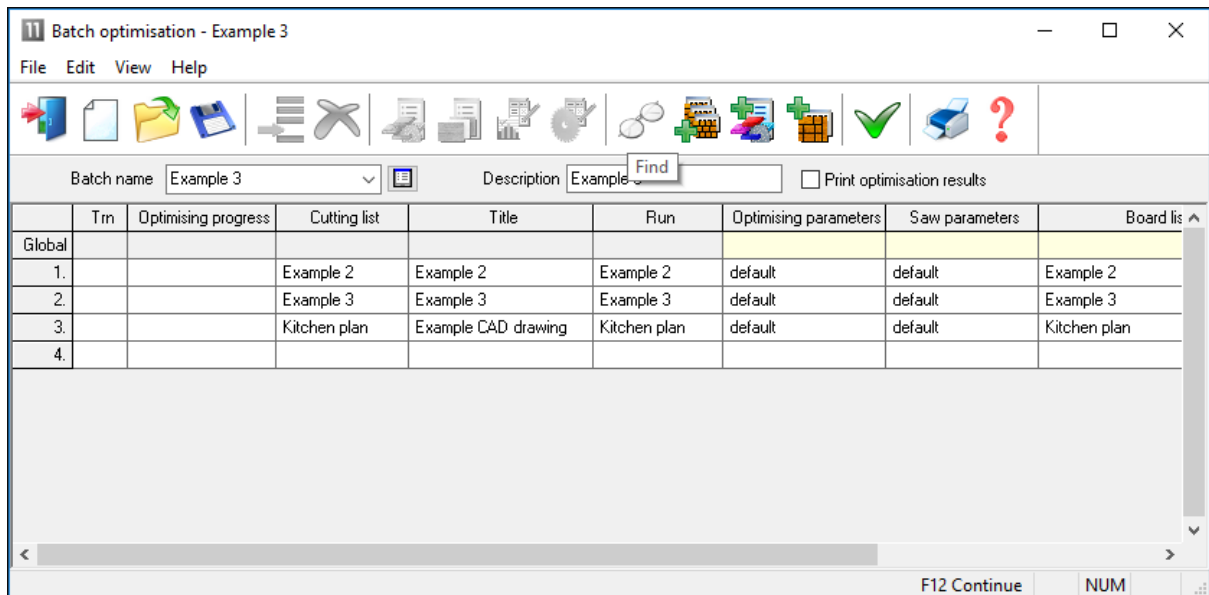 11 Batch optimisation - Example 3
File Edit View Help
?
Find
Batch name Example 3 Description Example Print optimisation results
Trn Optimising progress Cutting list Title Run Optimising parameters Saw parameters Board lis
Global
1. Example 2 Example 2 Example 2 default default Example 2
2. Example 3 Example 3 Example 3 default default Example 3
3. Kitchen plan Example CAD drawing Kitchen plan default default Kitchen plan
4.
F12 Continue NUM